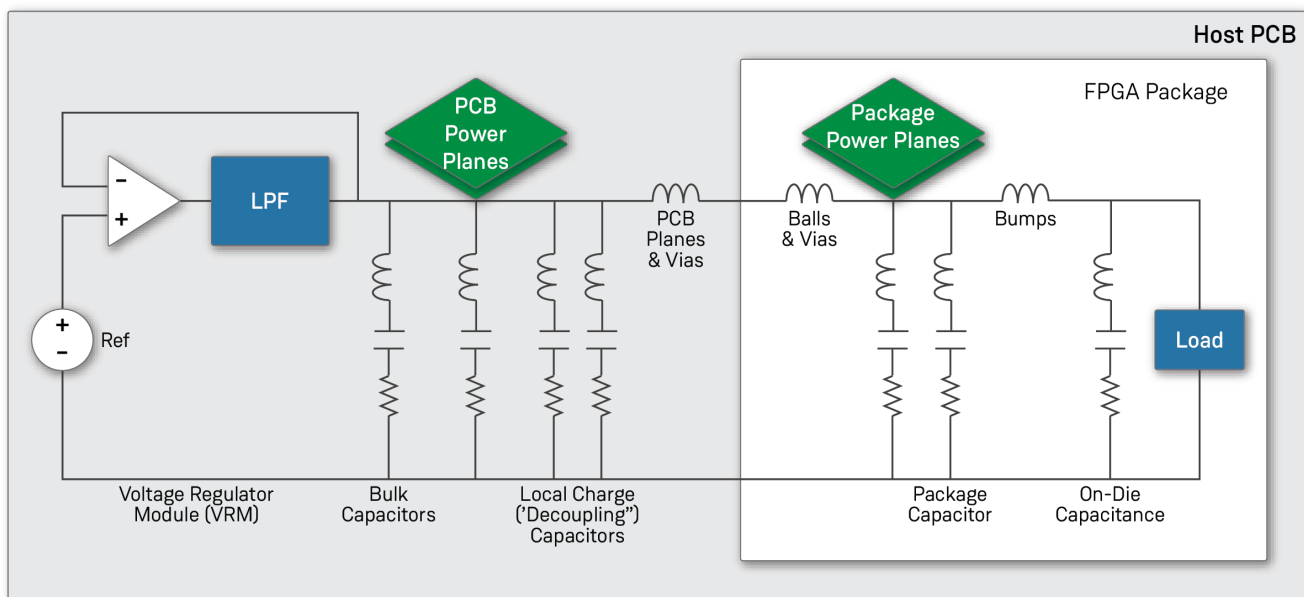 Host PCB
FPGA Package
PCB
Power
Planes
Package
Power Planes
−
+
LPF
PCB
Planes
& Vias
Balls
& Vias
Bumps
+
−
Ref
Load
Voltage Regulator
Module (VRM)
Bulk
Capacitors
Local Charge
('Decoupling”)
Capacitors
Package
Capacitor
On-Die
Capacitance